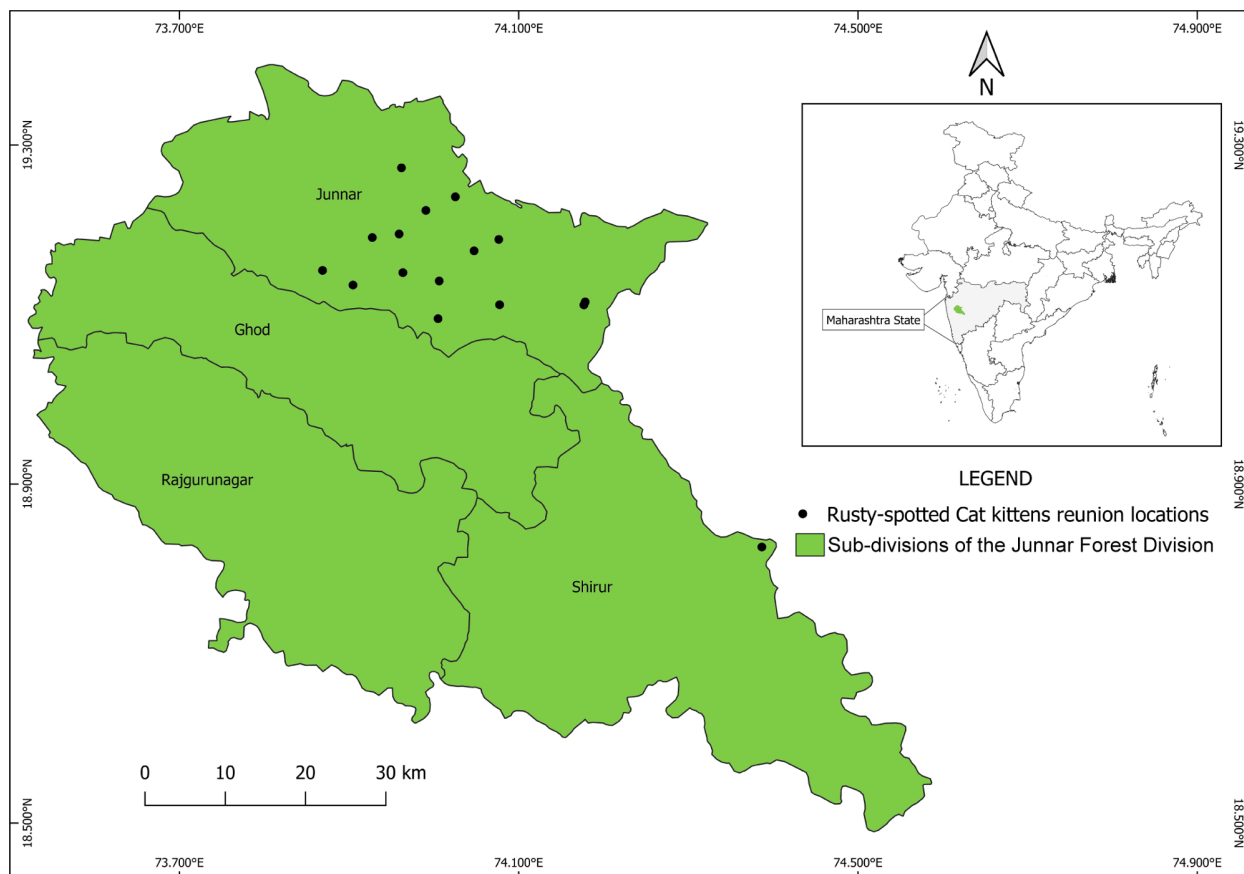 73.700°E
74.100°E
74.500°E
74.900°E
19.300°N
19.300°N
N
Junnar
Maharashtra State
Ghod
18.900°N
18.900°N
Rajgurunagar
LEGEND
Rusty-spotted Cat kittens reunion locations
Sub-divisions of the Junnar Forest Division
Shirur
0 10 20 30 km
18.500°N
18.500°N
73.700°E
74.100°E
74.500°E
74.900°E